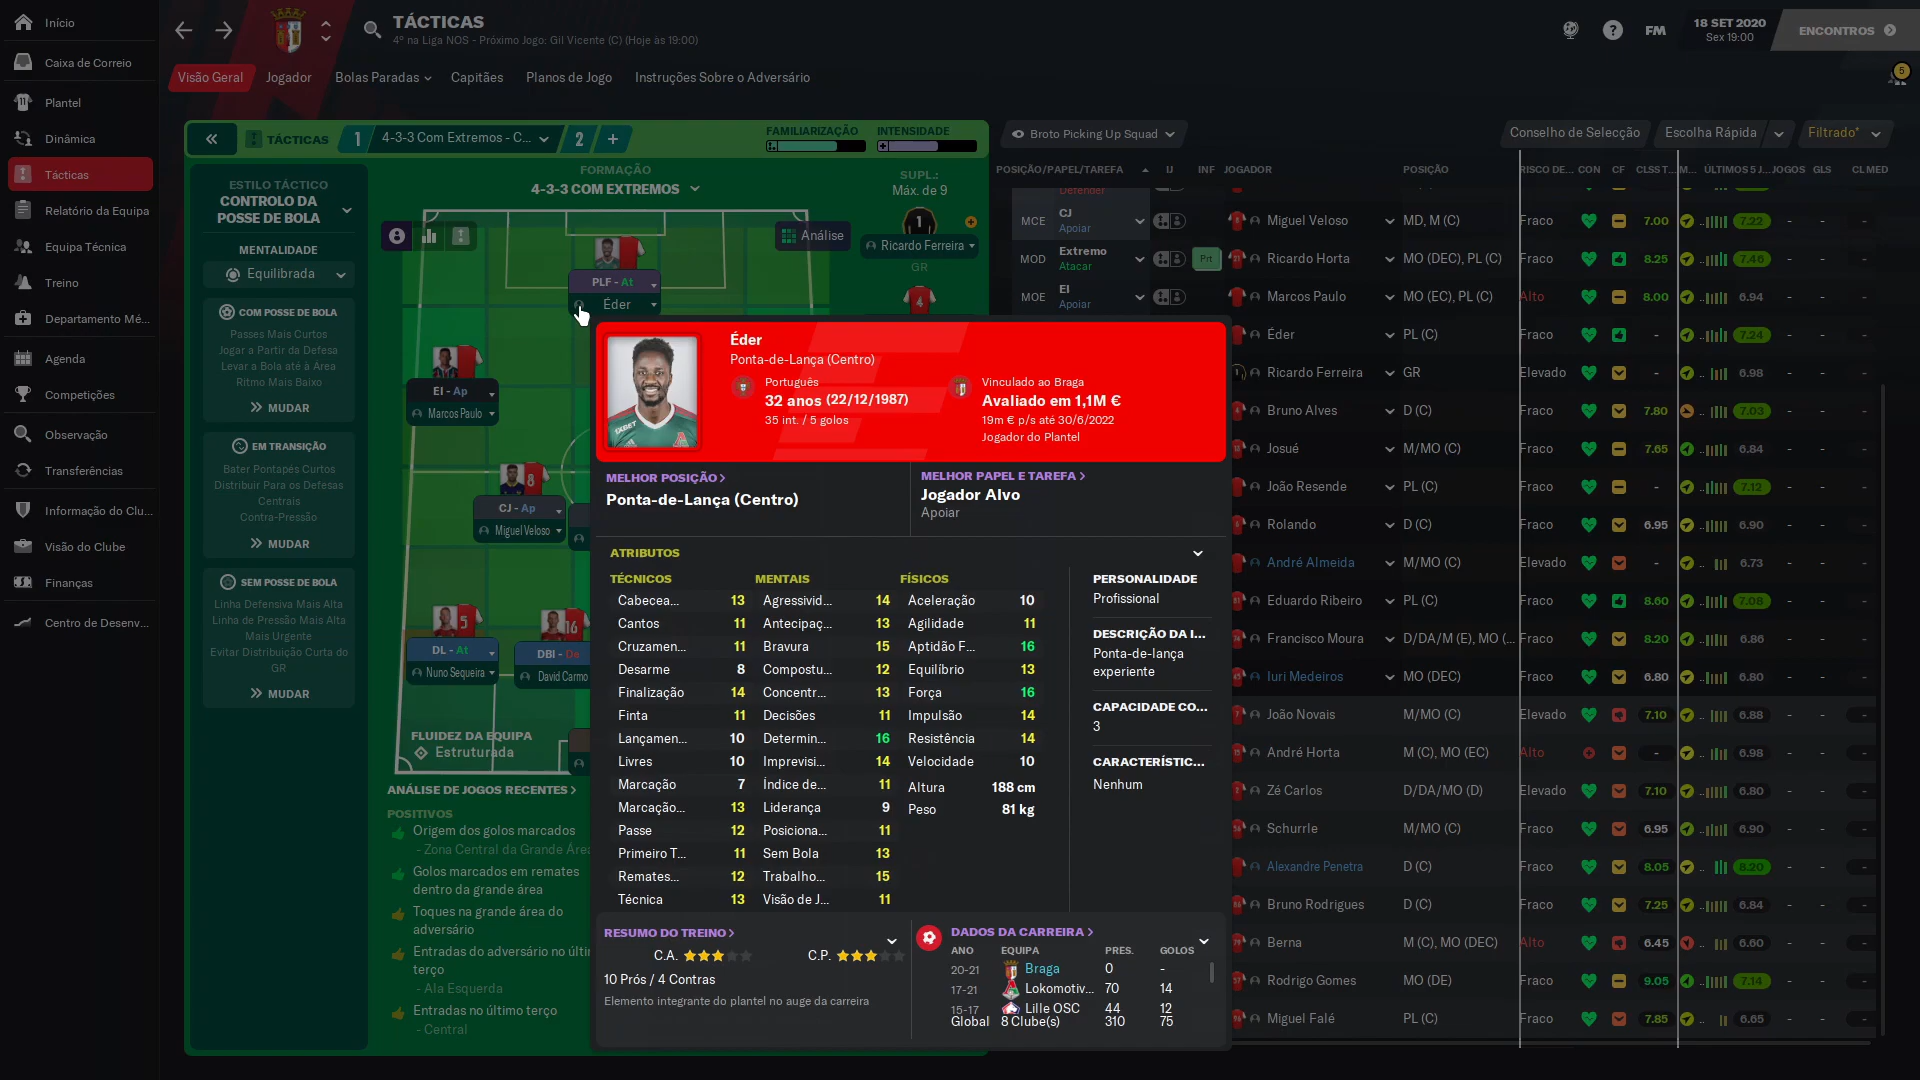 Início
Caixa de Correio
Plantel
Dinâmica
Tácticas
Relatório da Equipa
Equipa Técnica
Treino
Departamento Mé...
Agenda
Competições
Observação
Transferências
Informação do Clu...
Visão do Clube
Finanças
Centro de Desenv...
TÁCTICAS
4º na Liga NOS - Próximo Jogo: Gil Vicente (C) (Hoje às 19:00)
FM
18 SET 2020
Sex 19:00
ENCONTROS
5
Visão Geral
Jogador
Bolas Paradas
Capitães
Planos de Jogo
Instruções Sobre o Adversário
TÁCTICAS
1
4-3-3 Com Extremos - C...
2
FAMILIARIZAÇÃO
INTENSIDADE
ESTILO TÁCTICO
CONTROLO DA POSSE DE BOLA
MENTALIDADE
Equilibrada
COM POSSE DE BOLA
Passes Mais Curtos
Jogar a Partir da Defesa
Levar a Bola até à Área
Ritmo Mais Baixo
MUDAR
EM TRANSIÇÃO
Bater Pontapés Curtos
Distribuir Para os Defesas
Centrais
Contra-Pressão
MUDAR
SEM POSSE DE BOLA
Linha Defensiva Mais Alta
Linha de Pressão Mais Alta
Mais Urgente
Evitar Distribuição Curta do
GR
MUDAR
FORMAÇÃO
4-3-3 COM EXTREMOS
SUPL.:
Máx. de 9
Análise
1
Ricardo Ferreira
GR
4
PLF - At
Éder
EI - Ap
Marcos Paulo
8
CJ - Ap
Miguel Veloso
5
DL - At
Nuno Sequeira
16
DBI - De
David Carmo
FLUIDEZ DA EQUIPA
Estruturada
ANÁLISE DE JOGOS RECENTES
POSITIVOS
Origem dos golos marcados
- Zona Central da Grande Área
Golos marcados em remates
dentro da grande área
Toques na grande área do
adversário
Entradas do adversário no últim
terço
- Ala Esquerda
Entradas no último terço
- Central
Éder
Ponta-de-Lança (Centro)
Português
32 anos (22/12/1987)
35 int. / 5 golos
Vinculado ao Braga
Avaliado em 1,1M €
19m € p/s até 30/6/2022
Jogador do Plantel
MELHOR POSIÇÃO
Ponta-de-Lança (Centro)
MELHOR PAPEL E TAREFA
Jogador Alvo
Apoiar
ATRIBUTOS
TÉCNICOS
Cabecea... 13
Cantos 11
Cruzamen... 11
Desarme 8
Finalização 14
Finta 11
Lançamen... 10
Livres 10
Marcação 7
Marcação... 13
Passe 12
Primeiro T... 11
Remates... 12
Técnica 13
MENTAIS
Agressivid... 14
Antecipaç... 13
Bravura 15
Compostu... 12
Concentr... 13
Decisões 11
Determin... 16
Imprevisi... 14
Índice de... 11
Liderança 9
Posiciona... 11
Sem Bola 13
Trabalho... 15
Visão de J... 11
FÍSICOS
Aceleração 10
Agilidade 11
Aptidão F... 16
Equilíbrio 13
Força 16
Impulsão 14
Resistência 14
Velocidade 10
Altura 188 cm
Peso 81 kg
PERSONALIDADE
Profissional
DESCRIÇÃO DA I...
Ponta-de-lança
experiente
CAPACIDADE CO...
3
CARACTERÍSTIC...
Nenhum
RESUMO DO TREINO
C.A.
C.P.
10 Prós / 4 Contras
Elemento integrante do plantel no auge da carreira
DADOS DA CARREIRA
ANO EQUIPA PRES. GOLOS
20-21 Braga 0 -
17-21 Lokomotiv... 70 14
15-17 Lille OSC 44 12
Global 8 Clube(s) 310 75
Broto Picking Up Squad
Conselho de Selecção
Escolha Rápida
Filtrado*
POSIÇÃO/PAPEL/TAREFA IJ INF JOGADOR POSIÇÃO RISCO DE... CON CF CLSS T... M... ÚLTIMOS 5 J... JOGOS GLS CL MED
Defender
MCE CJ Apoiar Miguel Veloso MD, M (C) Fraco 7.00 7.22 - - -
MOD Extremo Atacar Prt Ricardo Horta MO (DEC), PL (C) Fraco 8.25 7.46 - - -
MOE EI Apoiar Marcos Paulo MO (EC), PL (C) Alto 8.00 6.94 - - -
Éder PL (C) Fraco - 7.24 - - -
Ricardo Ferreira GR Elevado - 6.98 - - -
Bruno Alves D (C) Fraco 7.80 7.03 - - -
Josué M/MO (C) Fraco 7.65 6.84 - - -
João Resende PL (C) Fraco - 7.12 - - -
Rolando D (C) Fraco 6.95 6.90 - - -
André Almeida M/MO (C) Elevado - 6.73 - - -
Eduardo Ribeiro PL (C) Fraco 8.60 7.08 - - -
Francisco Moura D/DA/M (E), MO (... Fraco 8.20 6.86 - - -
Iuri Medeiros MO (DEC) Fraco 6.80 6.80 - - -
João Novais M/MO (C) Elevado 7.10 6.88 - - -
André Horta M (C), MO (EC) Alto - 6.98 - - -
Zé Carlos D/DA/MO (D) Elevado 7.10 6.80 - - -
Schurrle M/MO (C) Fraco 6.95 6.90 - - -
Alexandre Penetra D (C) Fraco 8.05 8.20 - - -
Bruno Rodrigues D (C) Fraco 7.25 6.84 - - -
Berna M (C), MO (DEC) Alto 6.45 6.60 - - -
Rodrigo Gomes MO (DE) Fraco 9.05 7.14 - - -
Miguel Falé PL (C) Fraco 7.85 6.65 - - -